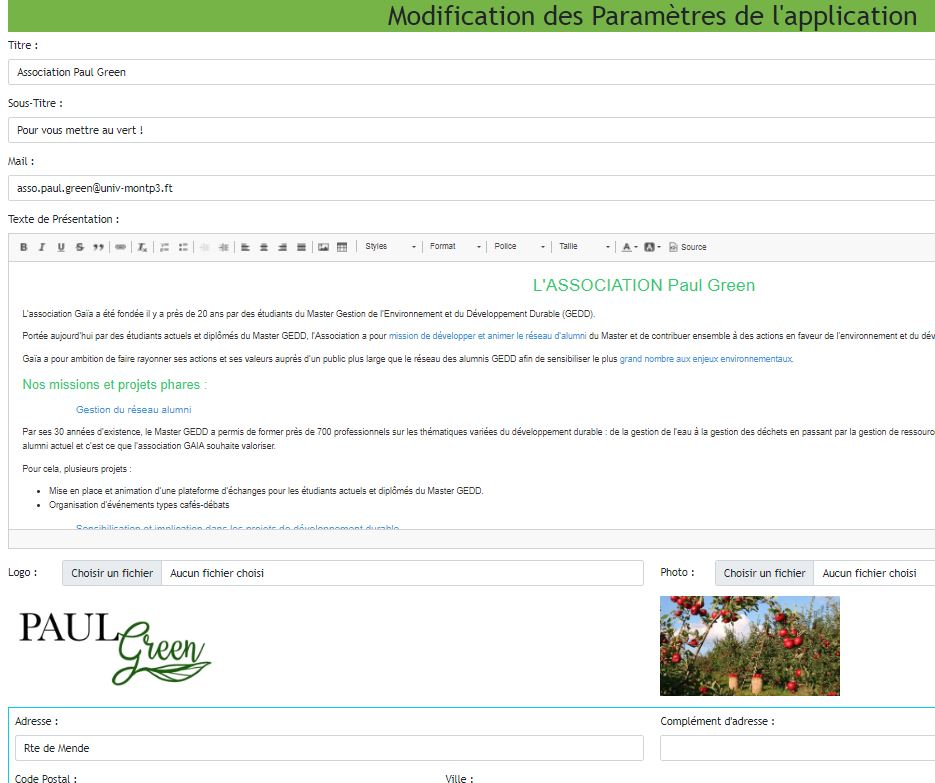 Modification des Paramètres de l'application
Titre :
Association Paul Green
Sous-Titre :
Pour vous mettre au vert !
Mail :
asso.paul.green@univ-montp3.ft
Texte de Présentation :
B I U S Styles Format Police Taille A A Source
L'ASSOCIATION Paul Green
L'association Gaïa a été fondée il y a près de 20 ans par des étudiants du Master Gestion de l'Environnement et du Développement Durable (GEDD).
Portée aujourd'hui par des étudiants actuels et diplômés du Master GEDD, l'Association a pour mission de développer et animer le réseau d'alumni du Master et de contribuer ensemble à des actions en faveur de l'environnement et du dév
Gaïa a pour ambition de faire rayonner ses actions et ses valeurs auprès d'un public plus large que le réseau des alumnis GEDD afin de sensibiliser le plus grand nombre aux enjeux environnementaux.
Nos missions et projets phares :
Gestion du réseau alumni
Par ses 30 années d'existence, le Master GEDD a permis de former près de 700 professionnels sur les thématiques variées du développement durable : de la gestion de l'eau à la gestion des déchets en passant par la gestion de ressourc
alumni actuel et c'est ce que l'association GAIA souhaite valoriser.
Pour cela, plusieurs projets :
Mise en place et animation d'une plateforme d'échanges pour les étudiants actuels et diplômés du Master GEDD.
Organisation d'événements types cafés-débats
Sensibilisation et implication dans les projets de développement durable
Logo : Choisir un fichier Aucun fichier choisi Photo : Choisir un fichier Aucun fichier choisi
PAUL
Green
Adresse : Complément d'adresse :
Rte de Mende
Code Postal : Ville :